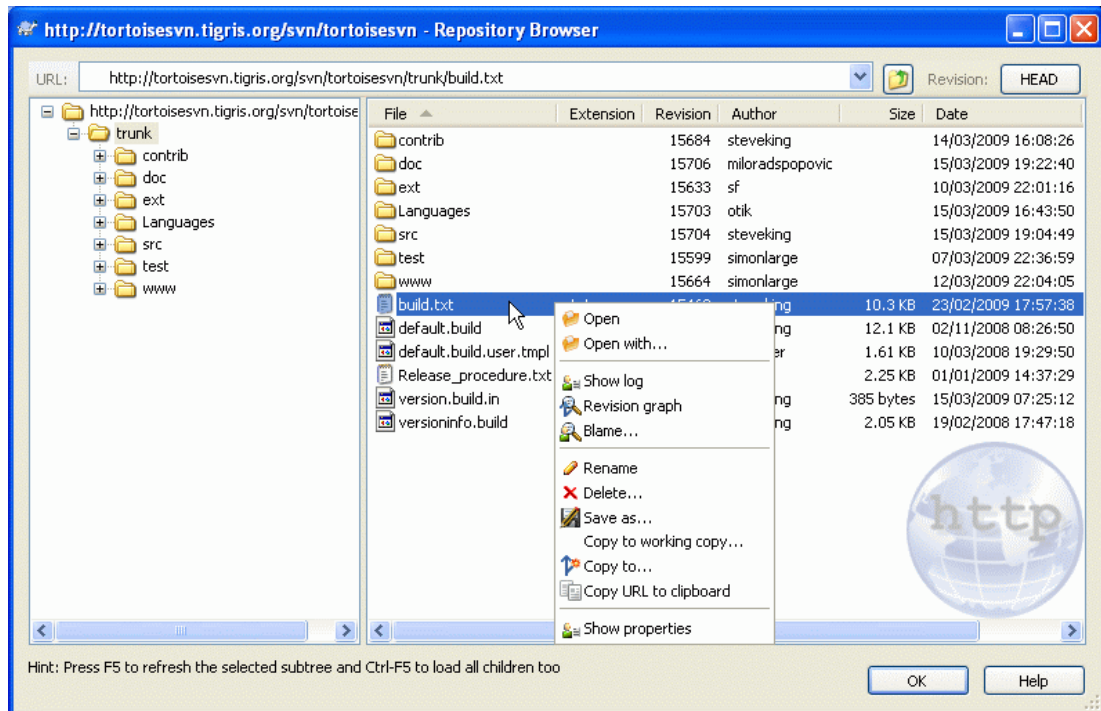 http://tortoisesvn.tigris.org/svn/tortoisesvn - Repository Browser
URL: http://tortoisesvn.tigris.org/svn/tortoisesvn/trunk/build.txt Revision: HEAD
http://tortoisesvn.tigris.org/svn/tortoise
trunk
contrib
doc
ext
Languages
src
test
www
File Extension Revision Author Size Date
contrib 15684 steveking 14/03/2009 16:08:26
doc 15706 miloradspopovic 15/03/2009 19:22:40
ext 15633 sf 10/03/2009 22:01:16
Languages 15703 otik 15/03/2009 16:43:50
src 15704 steveking 15/03/2009 19:04:49
test 15599 simonlarge 07/03/2009 22:36:59
www 15664 simonlarge 12/03/2009 22:04:05
build.txt 10.3 KB 23/02/2009 17:57:38
default.build ng 12.1 KB 02/11/2008 08:26:50
default.build.user.tmpl er 1.61 KB 10/03/2008 19:29:50
Release_procedure.txt 2.25 KB 01/01/2009 14:37:29
version.build.in ng 385 bytes 15/03/2009 07:25:12
versioninfo.build ng 2.05 KB 19/02/2008 17:47:18
Open
Open with...
Show log
Revision graph
Blame...
Rename
Delete...
Save as...
Copy to working copy...
Copy to...
Copy URL to clipboard
Show properties
http
Hint: Press F5 to refresh the selected subtree and Ctrl-F5 to load all children too
OK Help